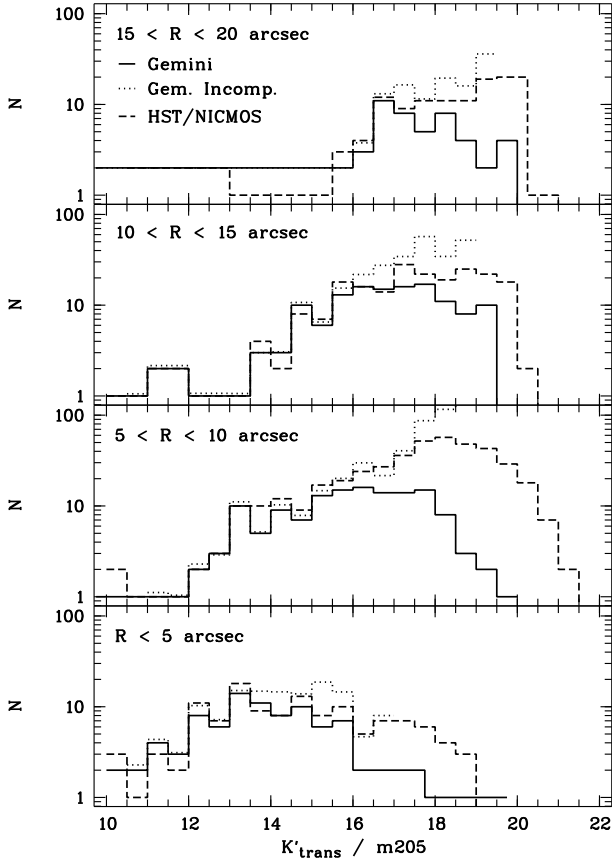 100
15 < R < 20 arcsec
Gemini
Gem. Incomp.
HST/NICMOS
N
10
1
100
10 < R < 15 arcsec
N
10
1
100
5 < R < 10 arcsec
N
10
1
100
R < 5 arcsec
N
10
1
10 12 14 16 18 20 22
K′trans / m205